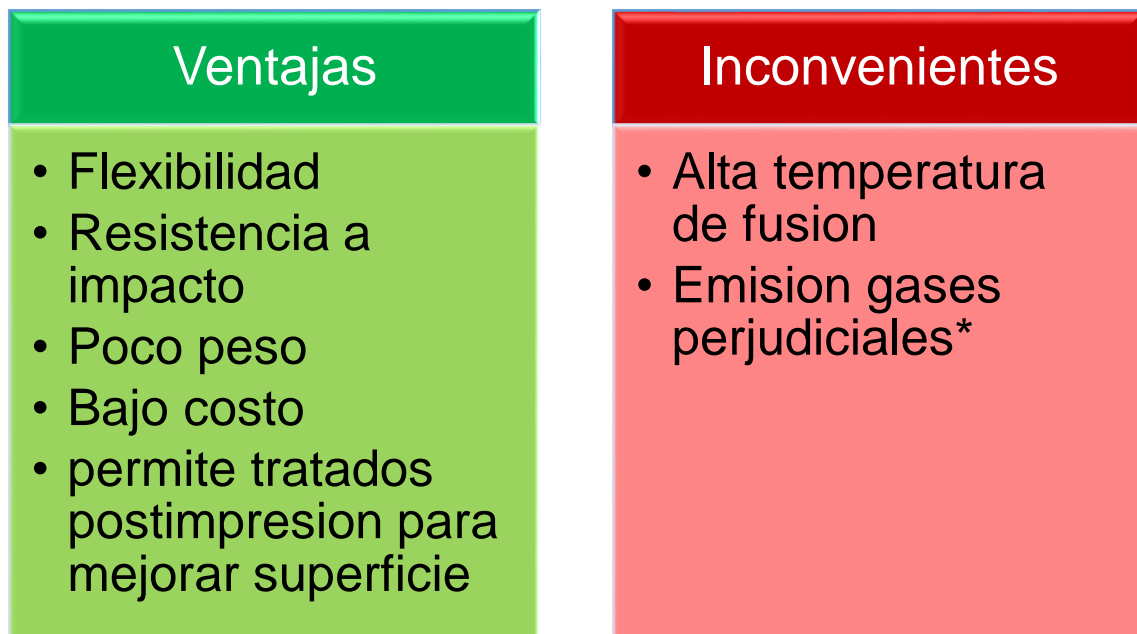 Ventajas
• Flexibilidad
• Resistencia a
impacto
• Poco peso
• Bajo costo
• permite tratados
postimpresion para
mejorar superficie
Inconvenientes
• Alta temperatura
de fusion
• Emision gases
perjudiciales*